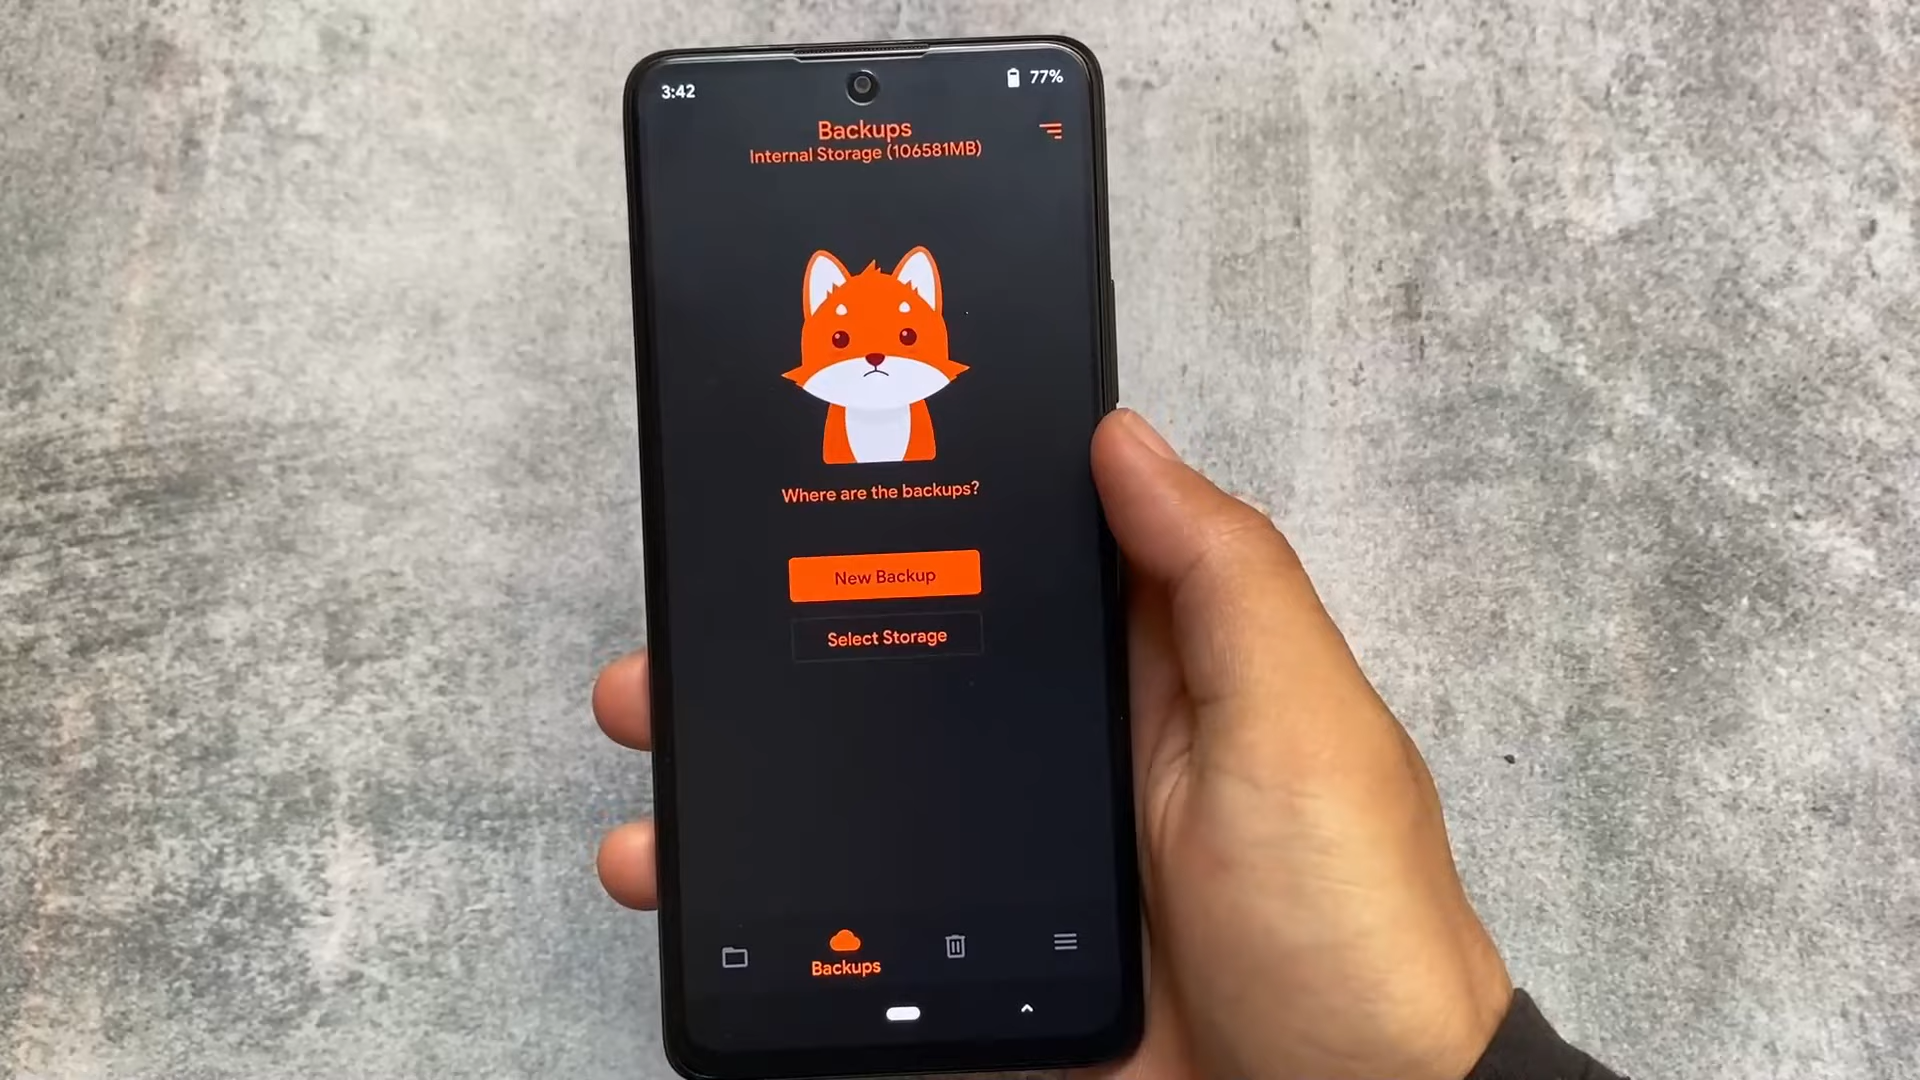 3:42
77%
Backups
Internal Storage (106581MB)
Where are the backups?
New Backup
Select Storage
Backups